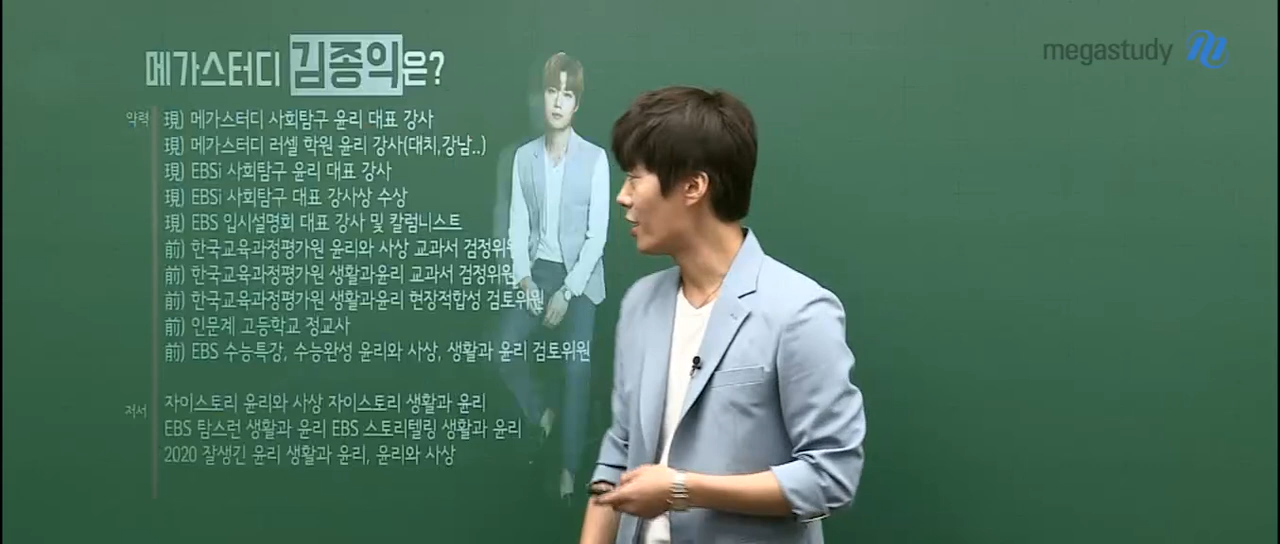 megastudy
메가스터디 김종익은?
약력
現) 메가스터디 사회탐구 윤리 대표 강사
現) 메가스터디 러셀 학원 윤리 강사(대치,강남..)
現) EBSi 사회탐구 윤리 대표 강사
現) EBSi 사회탐구 대표 강사상 수상
現) EBS 입시설명회 대표 강사 및 칼럼니스트
前) 한국교육과정평가원 윤리와 사상 교과서 검정위원
前) 한국교육과정평가원 생활과윤리 교과서 검정위원
前) 한국교육과정평가원 생활과윤리 현장적합성 검토위원
前) 인문계 고등학교 정교사
前) EBS 수능특강, 수능완성 윤리와 사상, 생활과 윤리 검토위원
저서
자이스토리 윤리와 사상 자이스토리 생활과 윤리
EBS 탐스런 생활과 윤리 EBS 스토리텔링 생활과 윤리
2020 잘생긴 윤리 생활과 윤리, 윤리와 사상